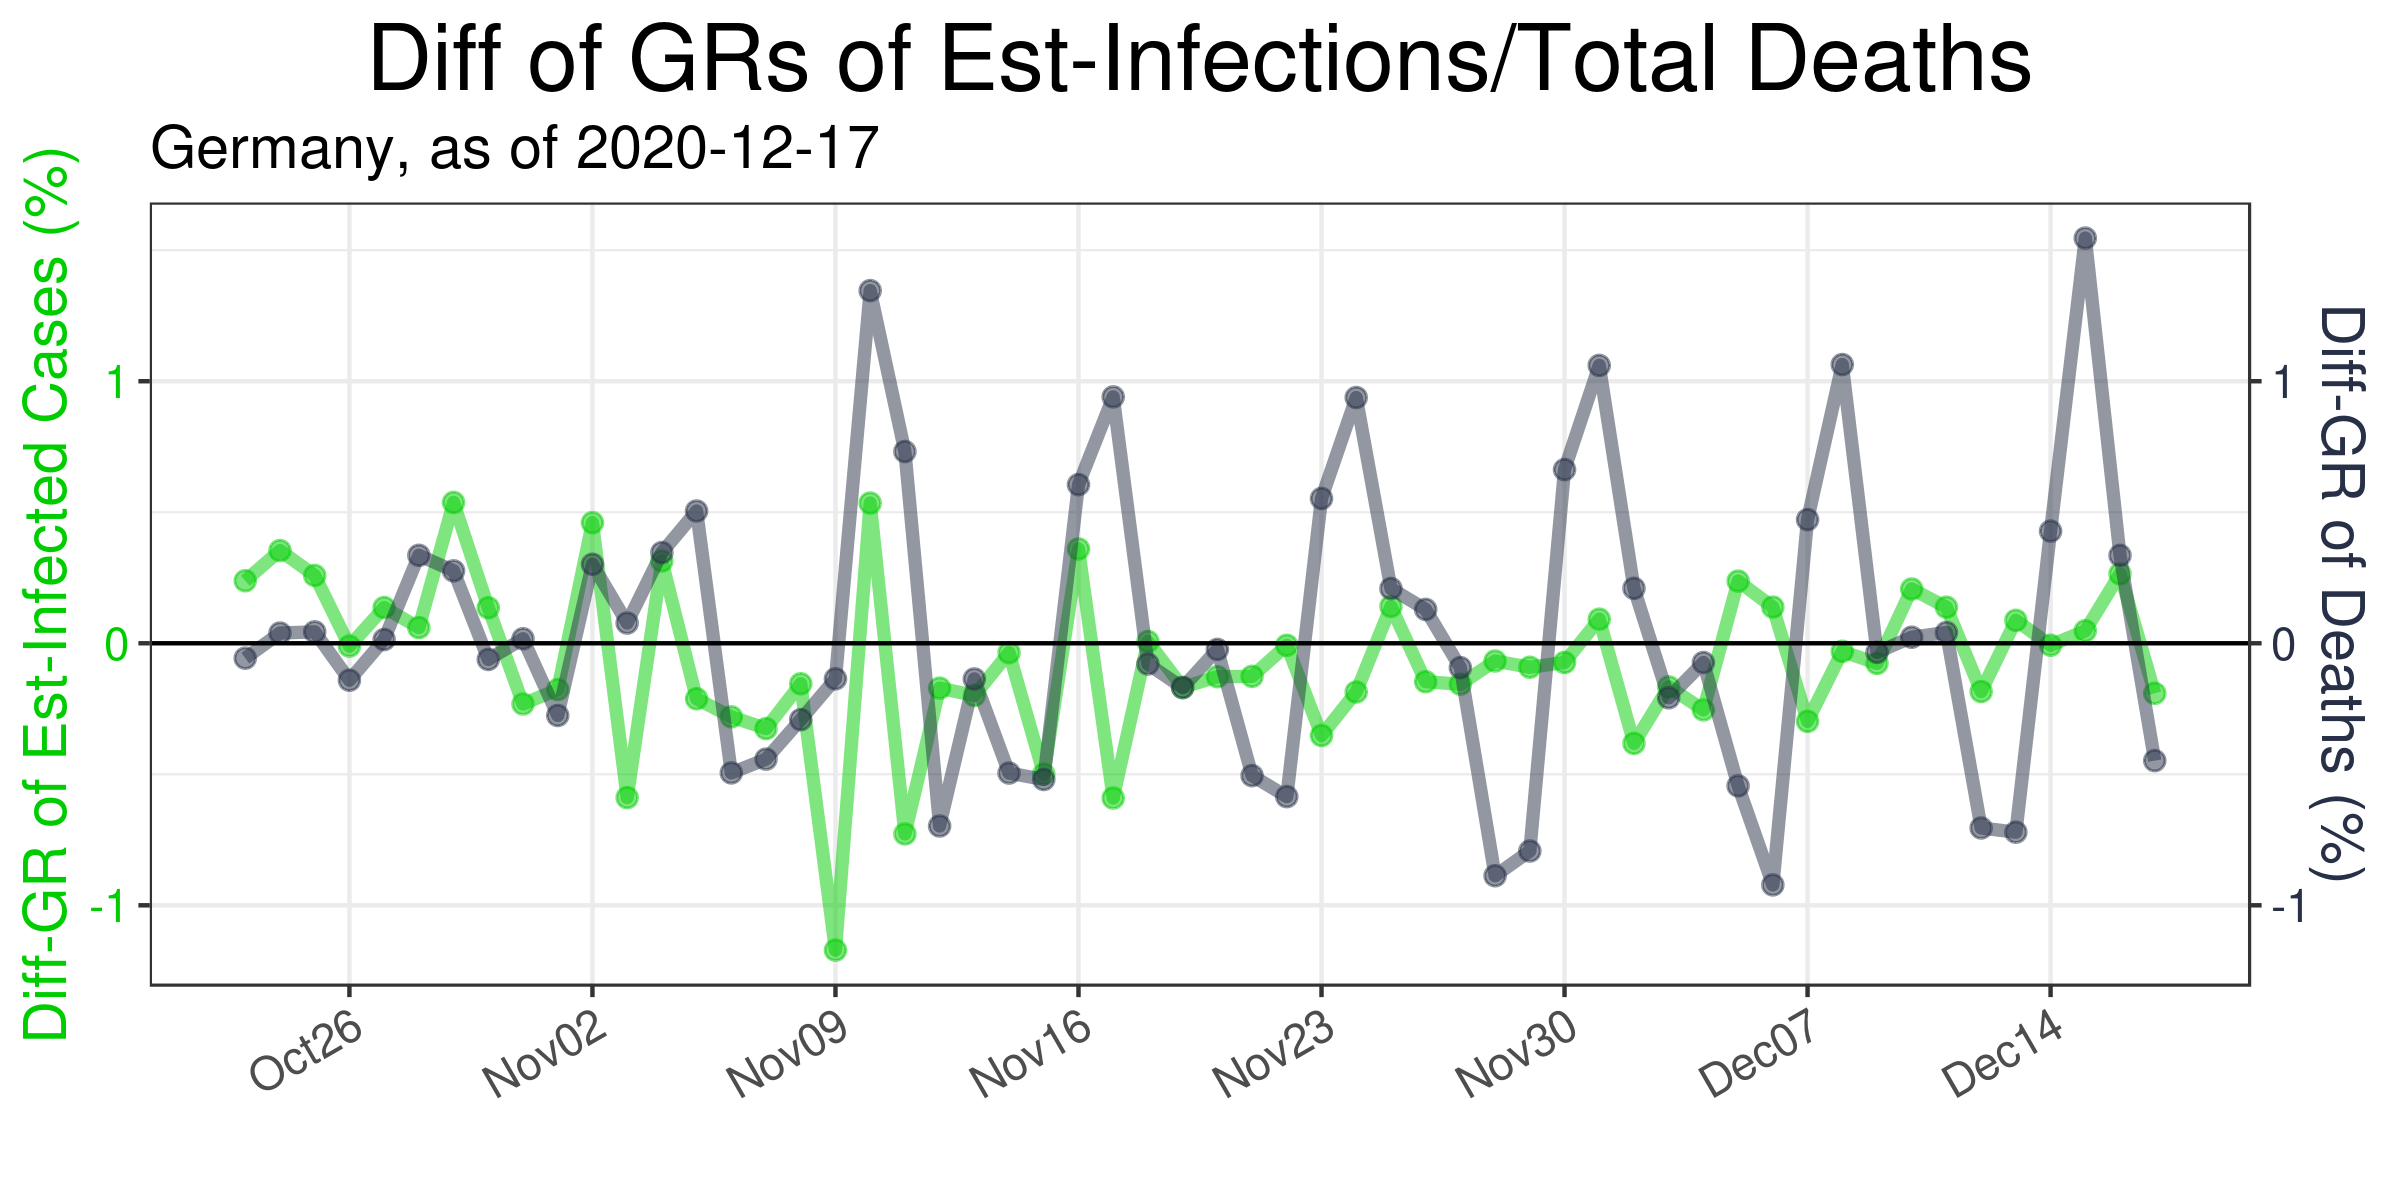 Diff of GRs of Est-Infections/Total Deaths
Germany, as of 2020-12-17
Diff-GR of Est-Infected Cases (%)
1
0
-1
1
0
-1
Diff-GR of Deaths (%)
Oct26
Nov02
Nov09
Nov16
Nov23
Nov30
Dec07
Dec14